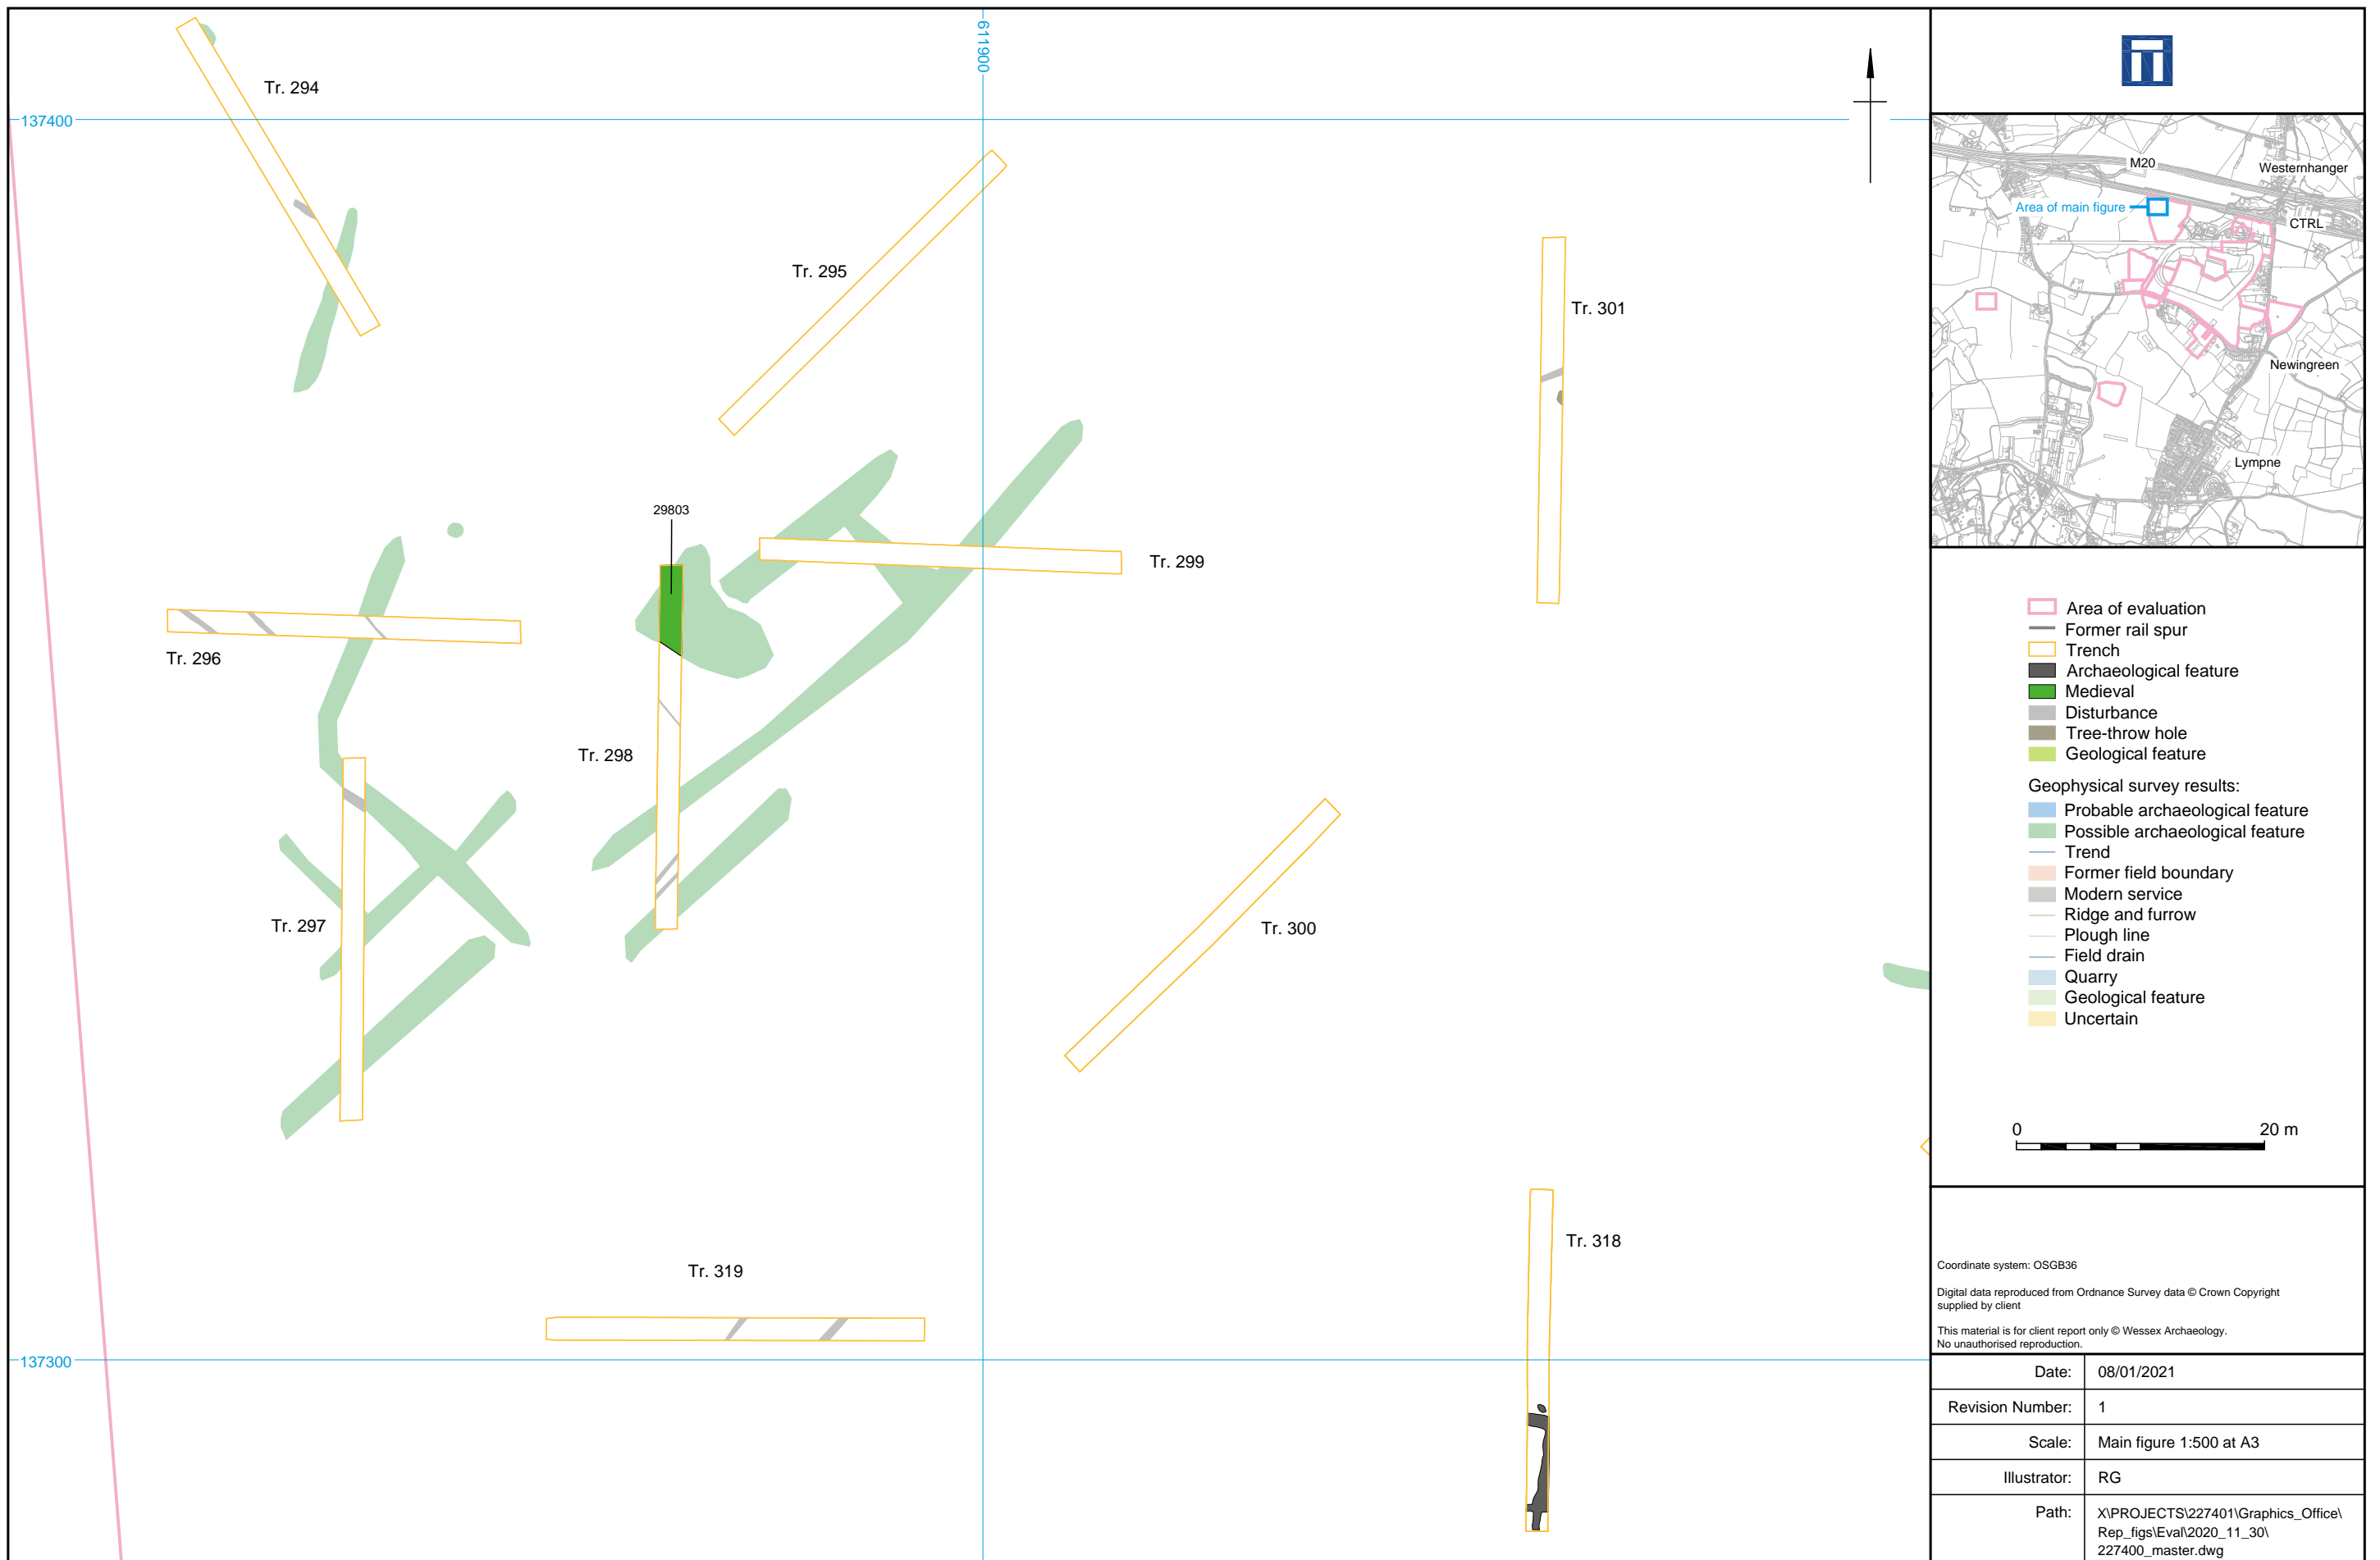 611900
Tr. 294
137400
Tr. 295
Tr. 301
29803
Tr. 299
Tr. 296
Tr. 298
Tr. 297
Tr. 300
Tr. 318
Tr. 319
137300
M20
Westernhanger
Area of main figure
CTRL
Newingreen
Lympne
Area of evaluation
Former rail spur
Trench
Archaeological feature
Medieval
Disturbance
Tree-throw hole
Geological feature
Geophysical survey results:
Probable archaeological feature
Possible archaeological feature
Trend
Former field boundary
Modern service
Ridge and furrow
Plough line
Field drain
Quarry
Geological feature
Uncertain
0 20 m
Coordinate system: OSGB36
Digital data reproduced from Ordnance Survey data © Crown Copyright
supplied by client
This material is for client report only © Wessex Archaeology.
No unauthorised reproduction.
Date: 08/01/2021
Revision Number: 1
Scale: Main figure 1:500 at A3
Illustrator: RG
Path: X\PROJECTS\227401\Graphics_Office\
Rep_figs\Eval\2020_11_30\
227400_master.dwg